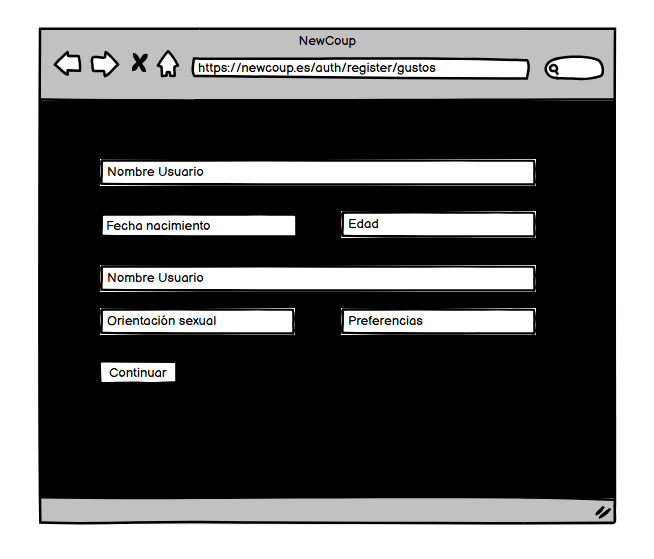 NewCoup
https://newcoup.es/auth/register/gustos
Nombre Usuario
Fecha nacimiento
Edad
Nombre Usuario
Orientación sexual
Preferencias
Continuar